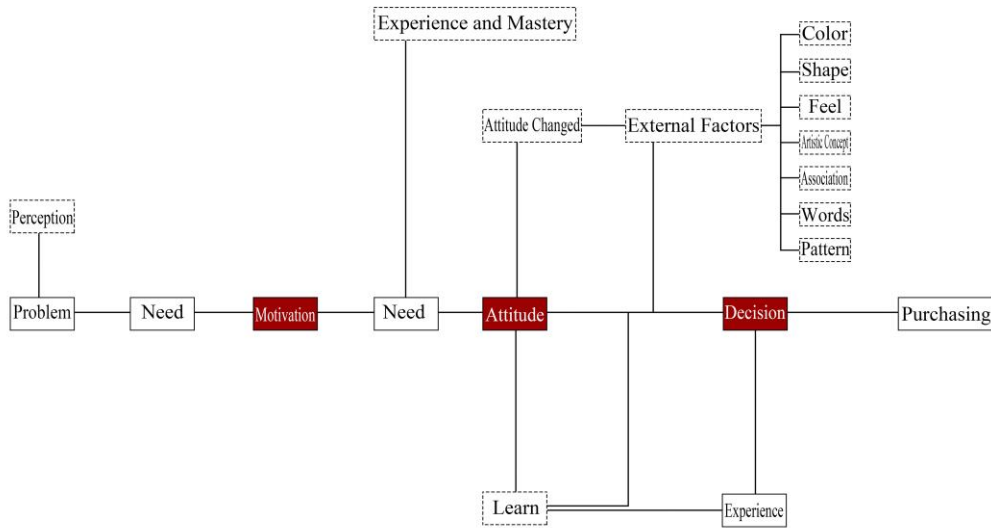 Experience and Mastery
Color
Shape
Feel
Artistic Concept
Association
Words
Pattern
Attitude Changed
External Factors
Perception
Problem
Need
Motivation
Need
Attitude
Decision
Purchasing
Learn
Experience